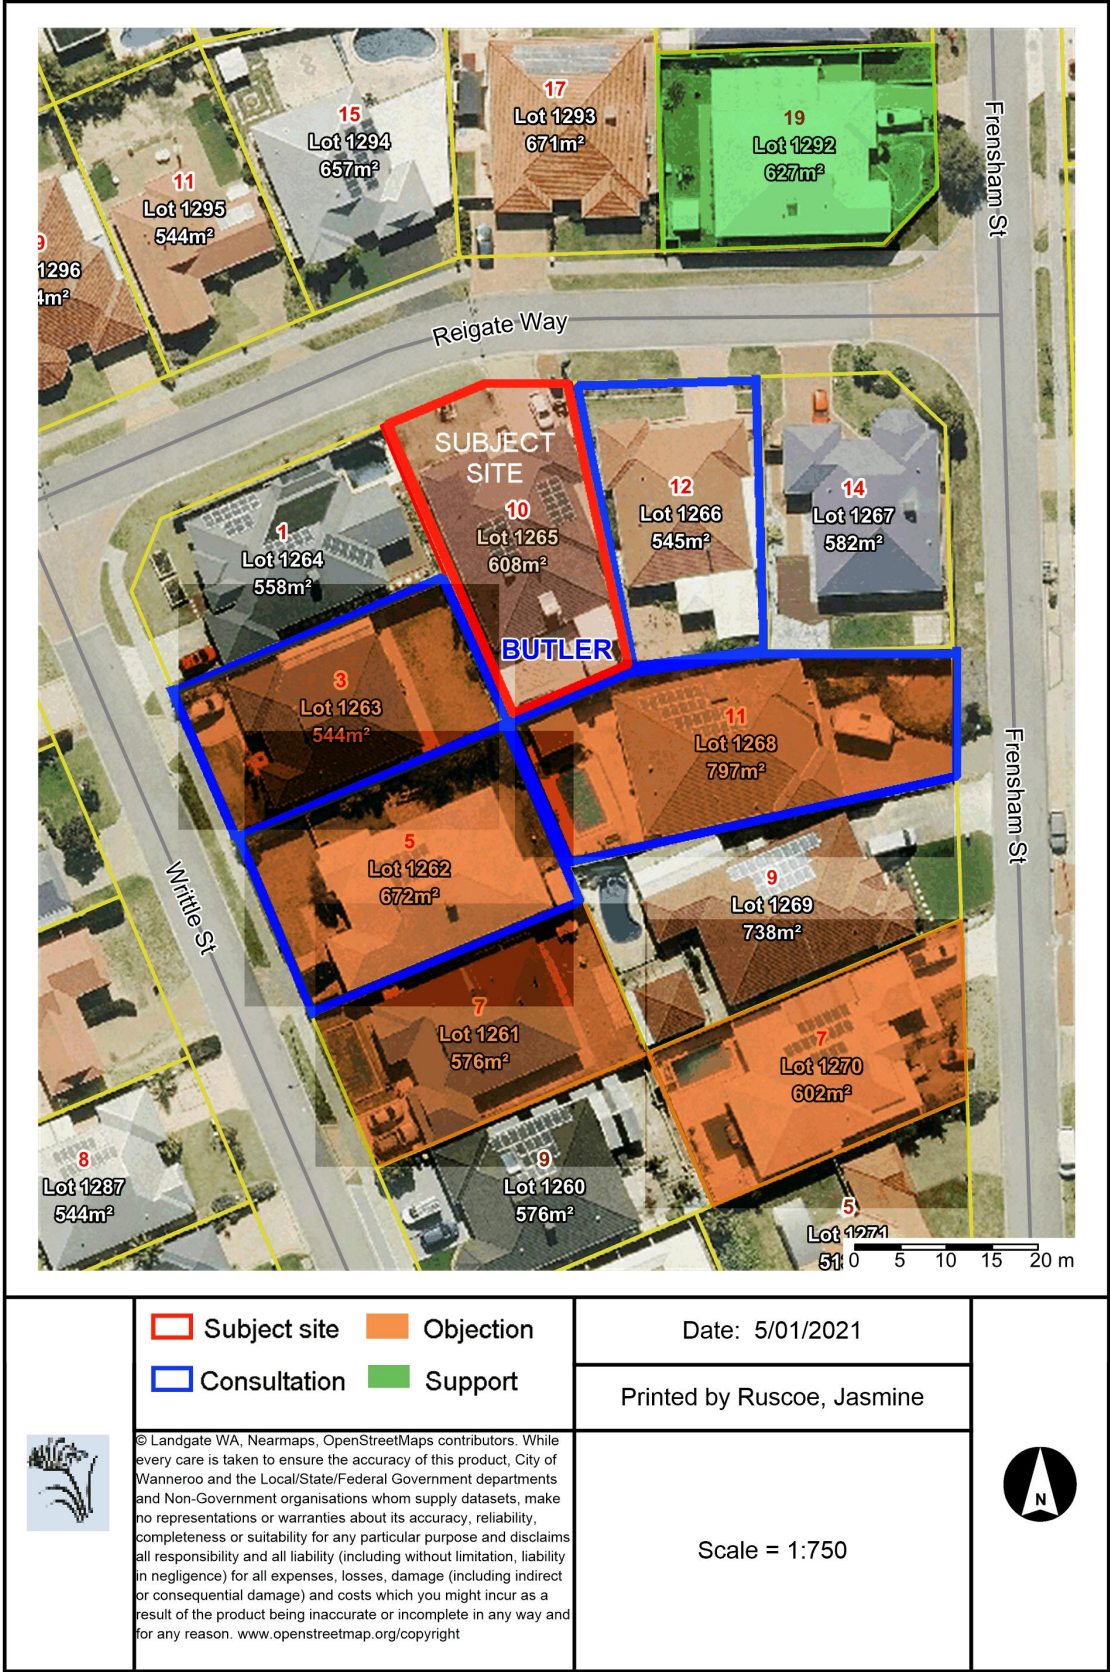 17
Lot 1293
671m²
19
Lot 1292
627m²
15
Lot 1294
657m²
11
Lot 1295
544m²
9
1296
4m²
Frensham St
Reigate Way
SUBJECT
SITE
10
Lot 1265
608m²
12
Lot 1266
545m²
14
Lot 1267
582m²
1
Lot 1264
558m²
BUTLER
3
Lot 1263
544m²
11
Lot 1268
797m²
Frensham St
5
Lot 1262
672m²
9
Lot 1269
738m²
Writtle St
7
Lot 1261
576m²
7
Lot 1270
602m²
8
Lot 1287
544m²
9
Lot 1260
576m²
5
Lot 1271
51
0 5 10 15 20 m
Subject site
Objection
Consultation
Support
Date: 5/01/2021
Printed by Ruscoe, Jasmine
© Landgate WA, Nearmaps, OpenStreetMaps contributors. While
every care is taken to ensure the accuracy of this product, City of
Wanneroo and the Local/State/Federal Government departments
and Non-Government organisations whom supply datasets, make
no representations or warranties about its accuracy, reliability,
completeness or suitability for any particular purpose and disclaims
all responsibility and all liability (including without limitation, liability
in negligence) for all expenses, losses, damage (including indirect
or consequential damage) and costs which you might incur as a
result of the product being inaccurate or incomplete in any way and
for any reason. www.openstreetmap.org/copyright
Scale = 1:750
N